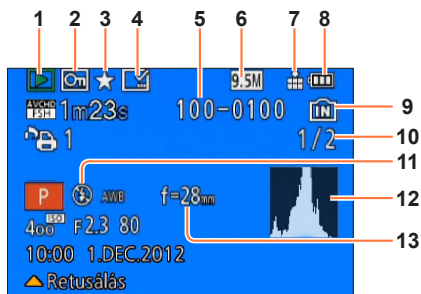 1 2 3 4 5 6 7 8
9.5M
AVCHD FSH 1m23s 100-0100 IN 9
1 1/2 10
11
P AWB f=28mm 12
400 ISO F2.3 80 13
10:00 1.DEC.2012
Retusálás